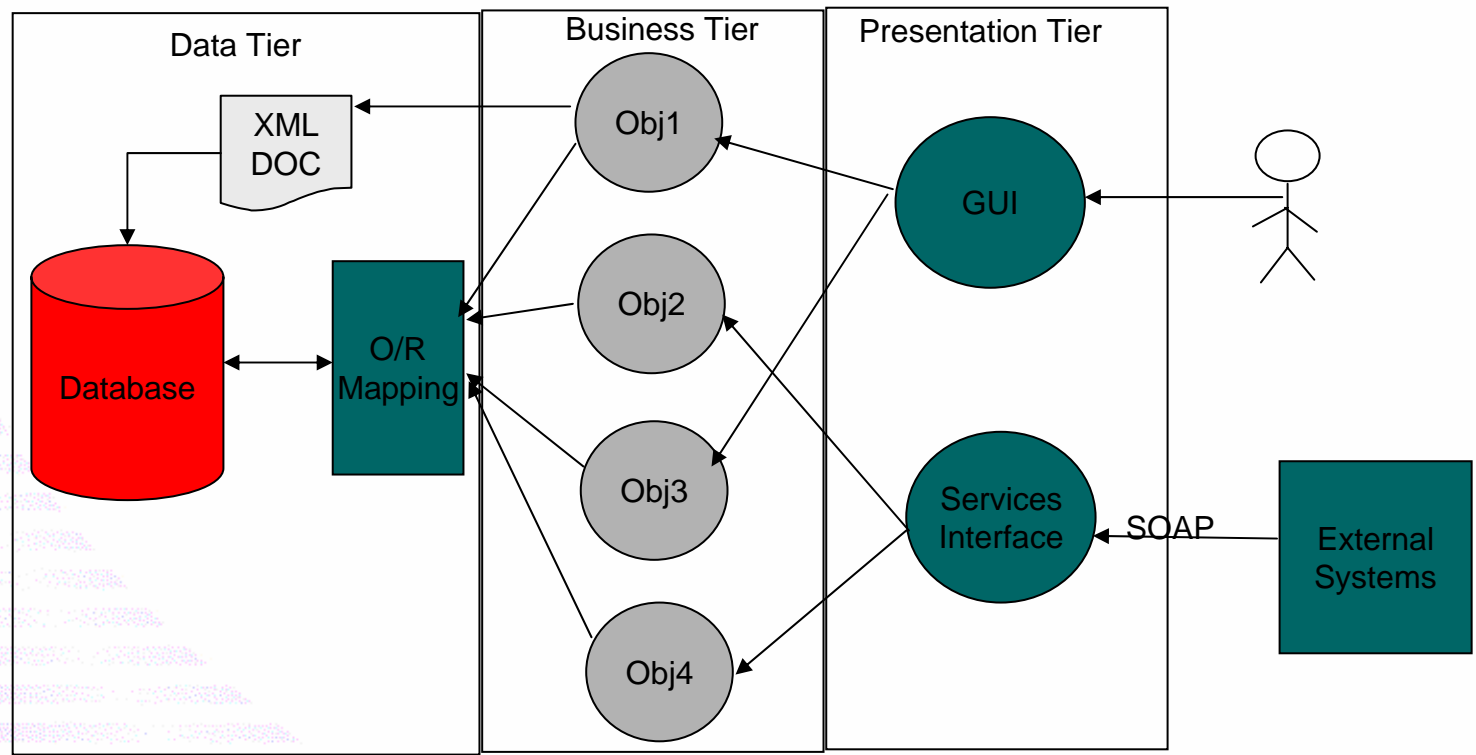 Data Tier
Business Tier
Presentation Tier
XML
DOC
Obj1
GUI
Obj2
O/R
Mapping
Database
Obj3
Services
Interface
SOAP
External
Systems
Obj4